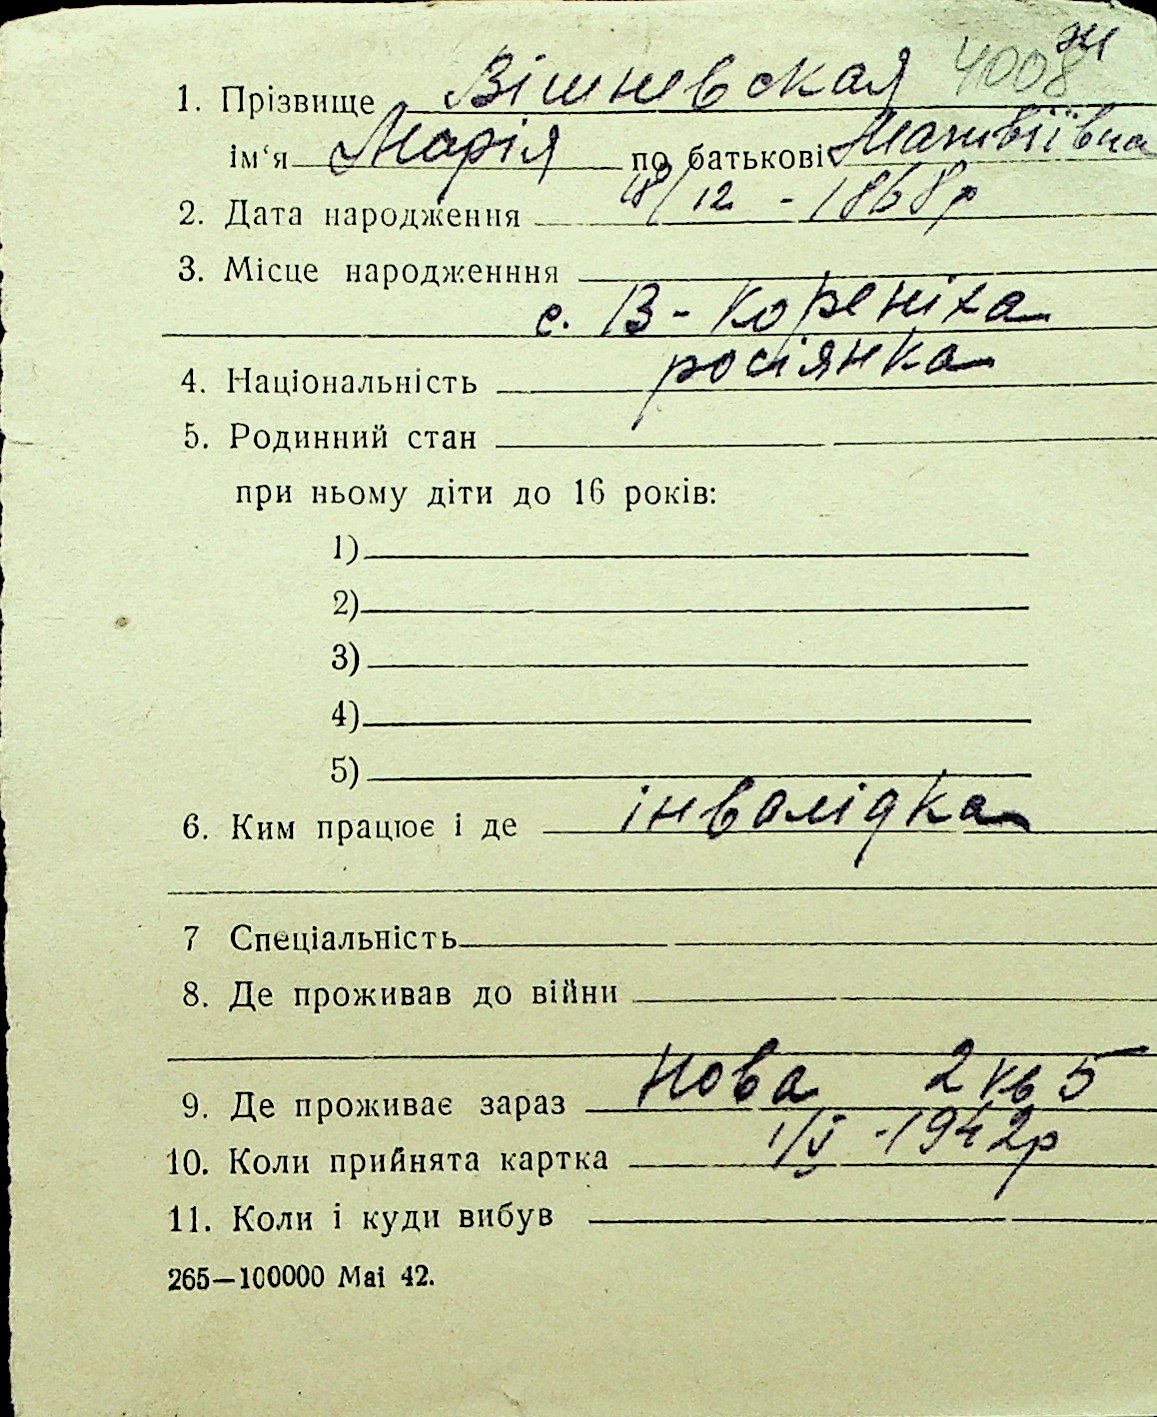 жі
4008
1. Прізвище Вішневская
ім‘я Марія по батькові Матвіївна
2. Дата народження 18/12 - 1868р
3. Місце народженння
с. В-Кореніха
4. Національність росіянка
5. Родинний стан
при ньому діти до 16 років:
1)
2)
3)
4)
5)
6. Ким працює і де інвалідка
7 Спеціальність
8. Де проживав до війни
9. Де проживає зараз Нова 2 кв 5
10. Коли прийнята картка 1/V -1942р
11. Коли і куди вибув
265—100000 Mai 42.